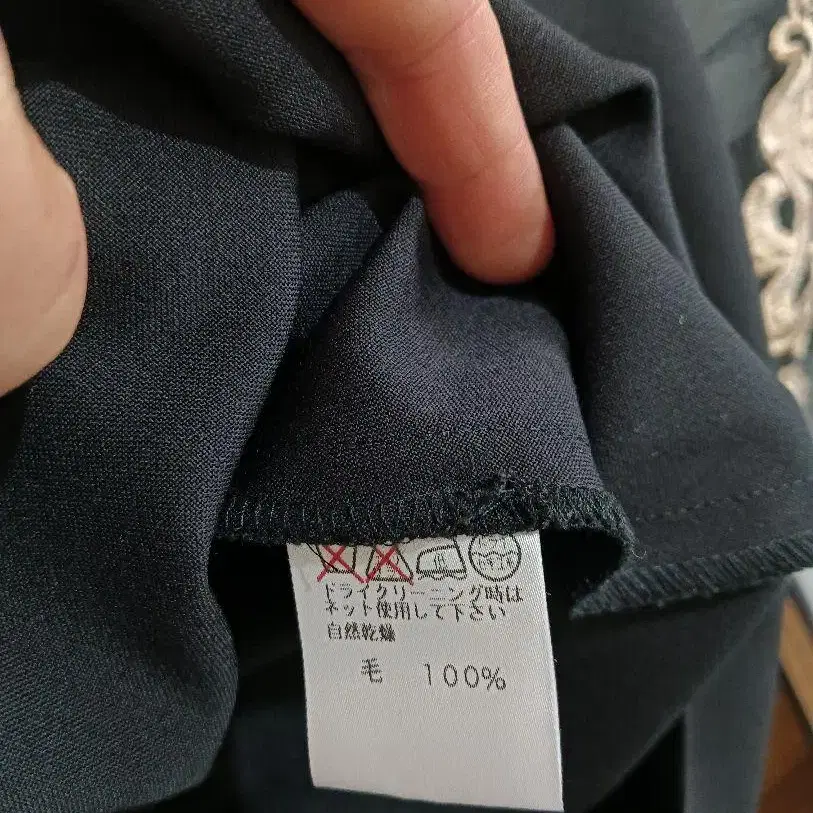 ドライクリーニング時は
ネット使用して下さい
自然乾燥
毛 100%